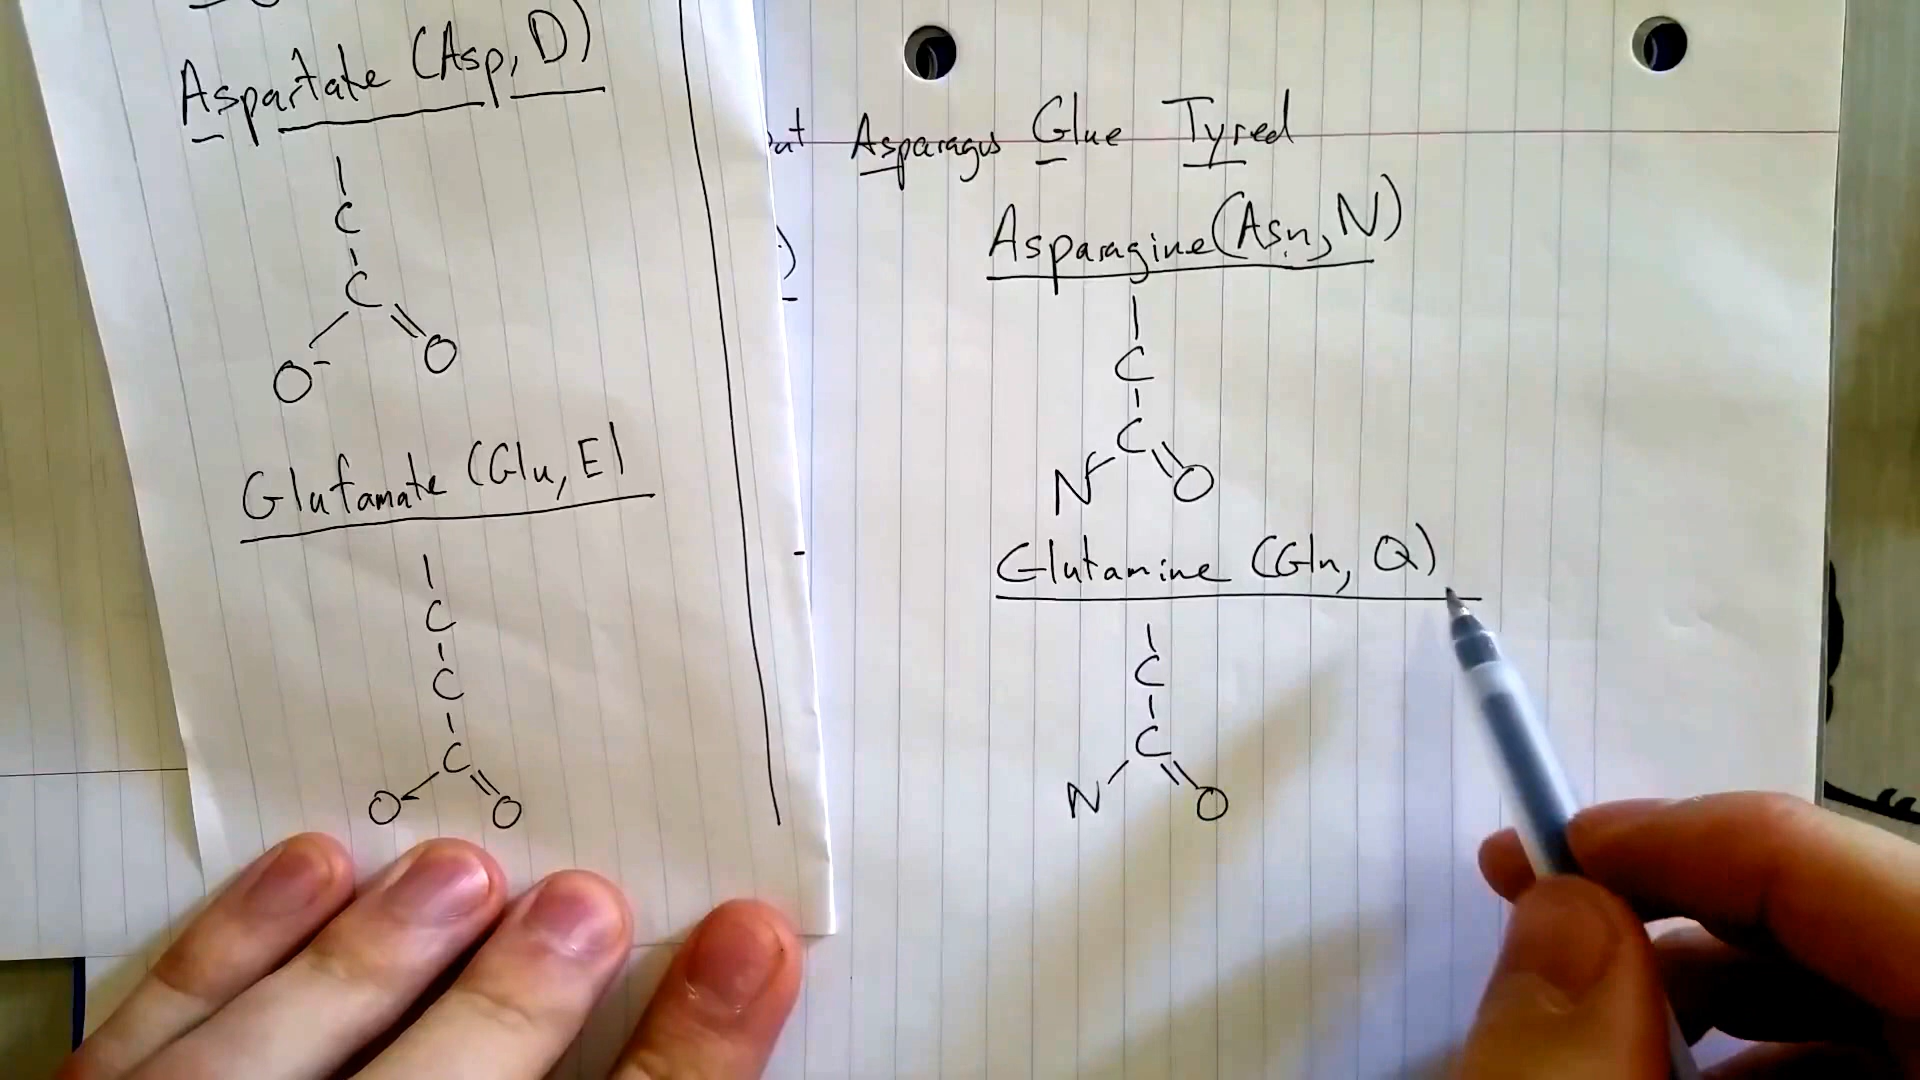 Aspartate (Asp, D)
C
C
O- O
Glutamate (Glu, E)
C
C
C
O- O
Asparagus Glue Tyred
Asparagine (Asn, N)
C
C
N O
Glutamine (Gln, Q)
C
C
N O